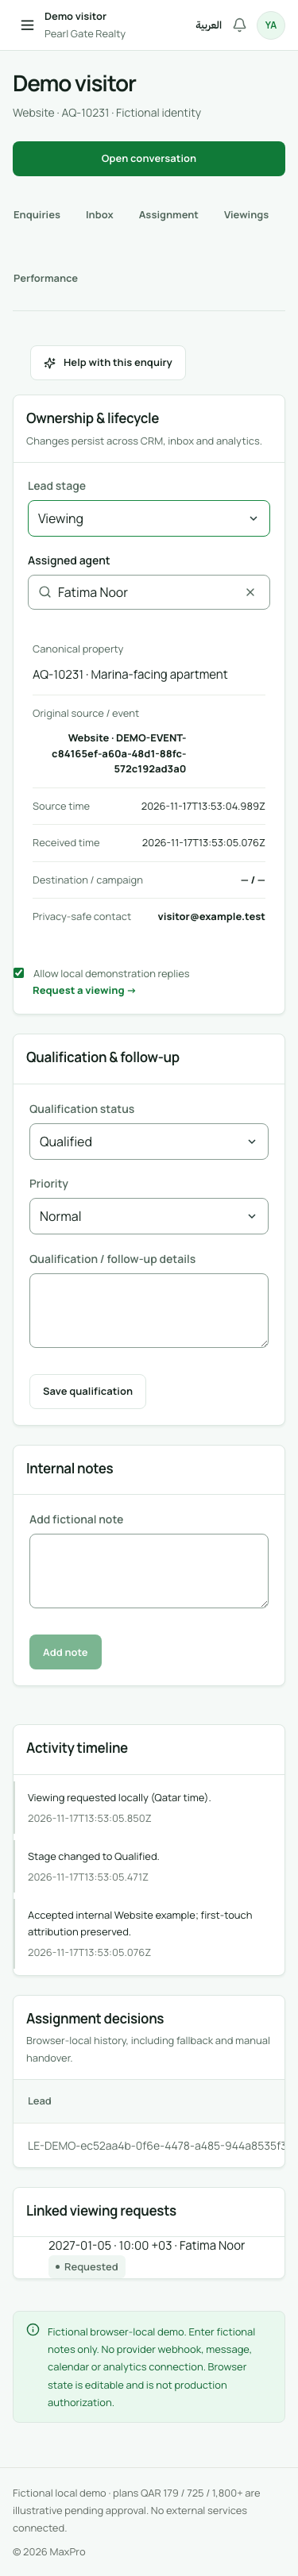 Demo visitor
Pearl Gate Realty
العربية
YA
Demo visitor
Website · AQ-10231 · Fictional identity
Open conversation
Enquiries Inbox Assignment Viewings
Performance
Help with this enquiry
Ownership & lifecycle
Changes persist across CRM, inbox and analytics.
Lead stage
Viewing
Assigned agent
Fatima Noor
Canonical property
AQ-10231 · Marina-facing apartment
Original source / event
Website · DEMO-EVENT-
c84165ef-a60a-48d1-88fc-
572c192ad3a0
Source time 2026-11-17T13:53:04.989Z
Received time 2026-11-17T13:53:05.076Z
Destination / campaign — / —
Privacy-safe contact visitor@example.test
Allow local demonstration replies
Request a viewing →
Qualification & follow-up
Qualification status
Qualified
Priority
Normal
Qualification / follow-up details
Save qualification
Internal notes
Add fictional note
Add note
Activity timeline
Viewing requested locally (Qatar time).
2026-11-17T13:53:05.850Z
Stage changed to Qualified.
2026-11-17T13:53:05.471Z
Accepted internal Website example; first-touch
attribution preserved.
2026-11-17T13:53:05.076Z
Assignment decisions
Browser-local history, including fallback and manual
handover.
Lead
LE-DEMO-ec52aa4b-0f6e-4478-a485-944a8535f3
Linked viewing requests
2027-01-05 · 10:00 +03 · Fatima Noor
Requested
Fictional browser-local demo. Enter fictional
notes only. No provider webhook, message,
calendar or analytics connection. Browser
state is editable and is not production
authorization.
Fictional local demo · plans QAR 179 / 725 / 1,800+ are
illustrative pending approval. No external services
connected.
© 2026 MaxPro